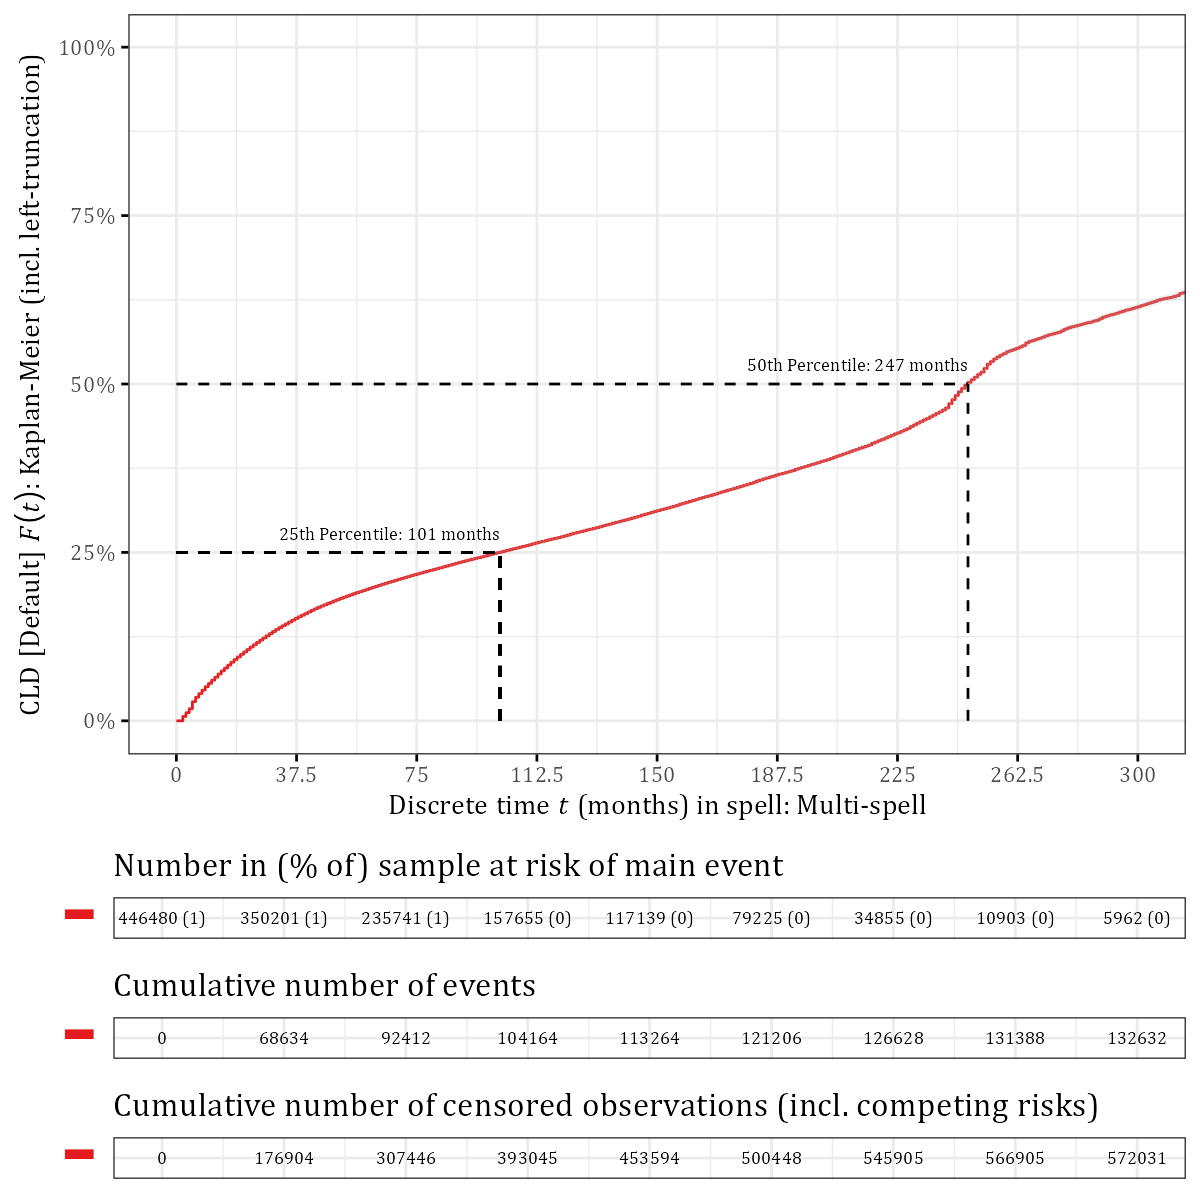 CLD [Default] F(t): Kaplan-Meier (incl. left-truncation)
100%
75%
50%
25%
0%
50th Percentile: 247 months
25th Percentile: 101 months
0 37.5 75 112.5 150 187.5 225 262.5 300
Discrete time t (months) in spell: Multi-spell
Number in (% of) sample at risk of main event
446480 (1) 350201 (1) 235741 (1) 157655 (0) 117139 (0) 79225 (0) 34855 (0) 10903 (0) 5962 (0)
Cumulative number of events
0 68634 92412 104164 113264 121206 126628 131388 132632
Cumulative number of censored observations (incl. competing risks)
0 176904 307446 393045 453594 500448 545905 566905 572031